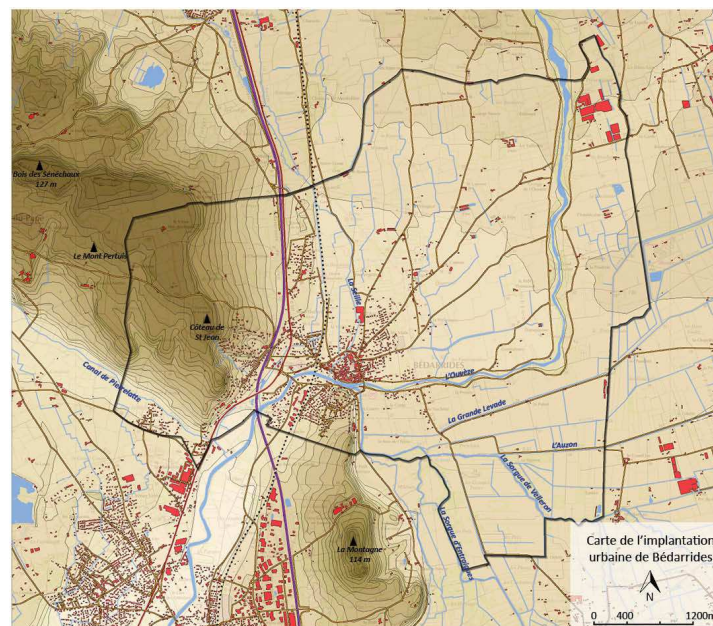 Bois des Sénéchaux
127 m
Le Mont Pertuis
Côteau de
St Jean
La Seille
Canal de Pierrelatte
BÉDARRIDES
L'Ouvèze
La Grande Levade
L'Auzon
La Sorgue de Velleron
La Sorgue d'Entraigues
La Montagne
114 m
Carte de l'implantation
urbaine de Bédarrides
N
0 400 1200m